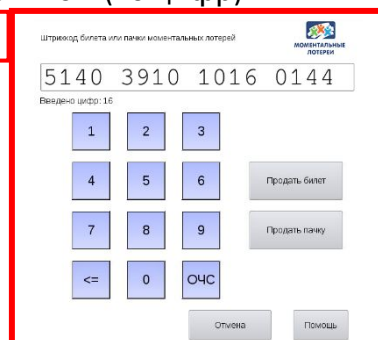 Штрихкод билета или пачки моментальных лотерей
МОМЕНТАЛЬНЫЕ
ЛОТЕРЕИ
5140 3910 1016 0144
Введено цифр: 16
1 2 3
4 5 6 Продать билет
7 8 9 Продать пачку
<= 0 ОЧС
Отмена Помощь